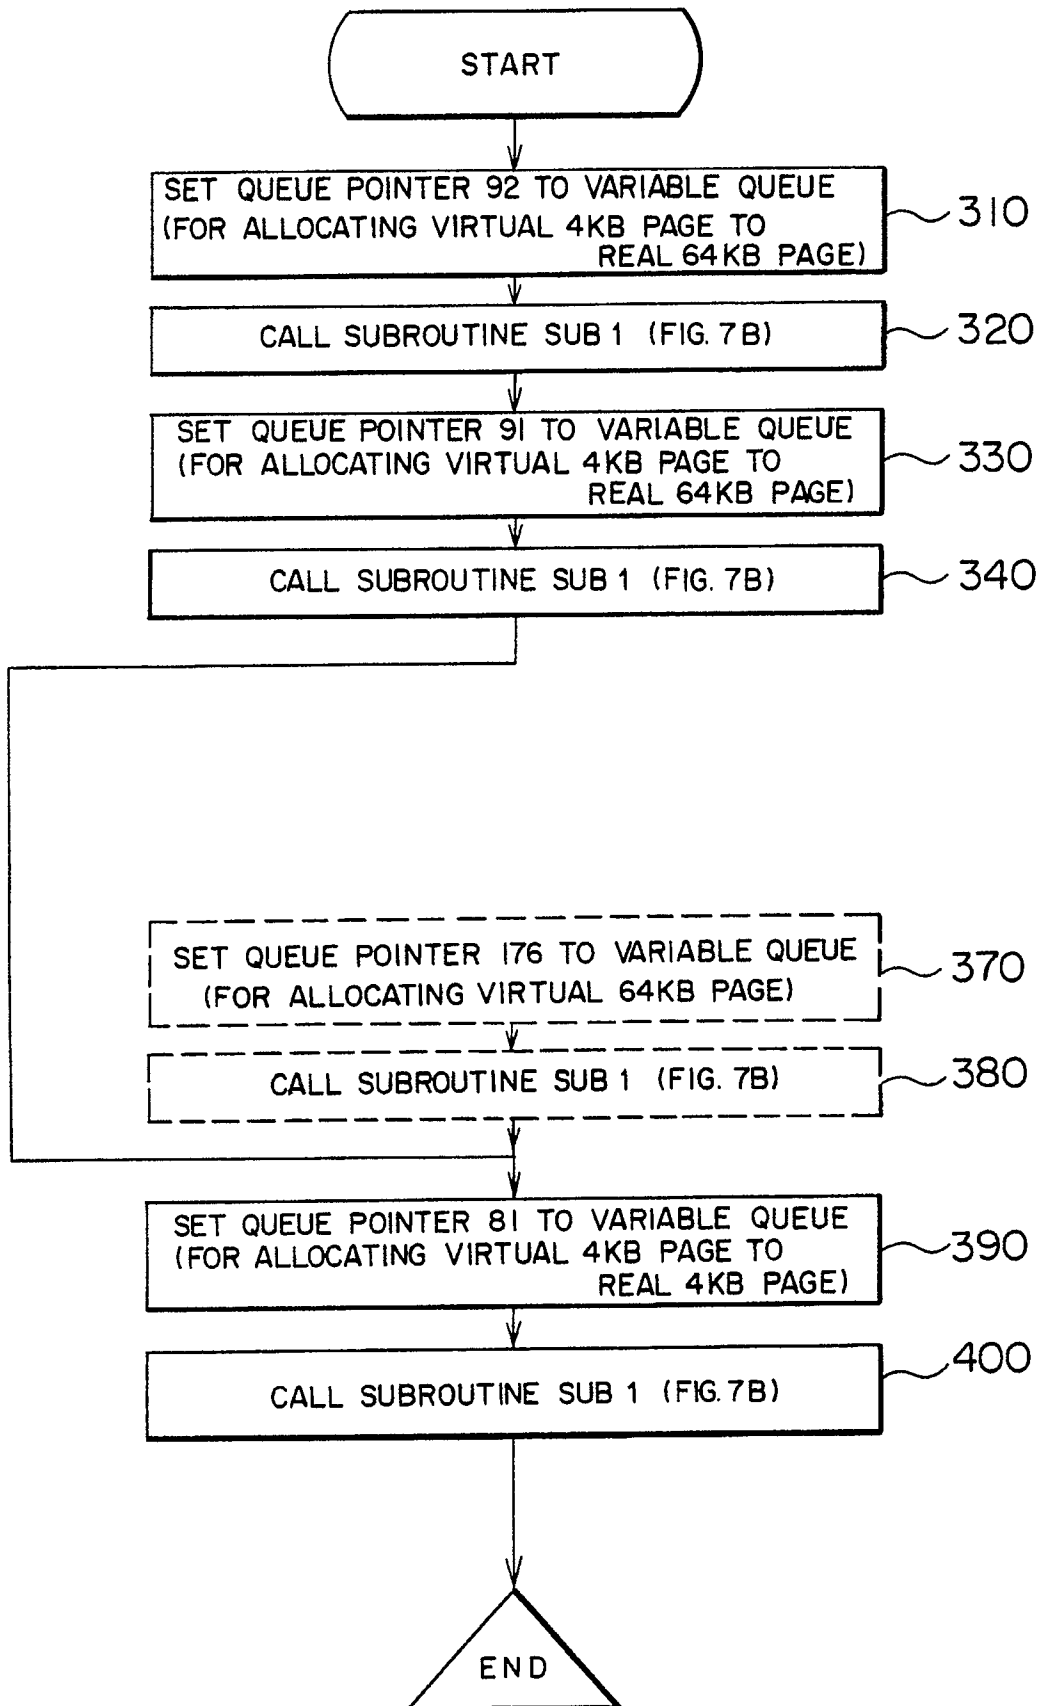 START
SET QUEUE POINTER 92 TO VARIABLE QUEUE
(FOR ALLOCATING VIRTUAL 4KB PAGE TO
REAL 64KB PAGE)
310
CALL SUBROUTINE SUB 1 (FIG. 7B)
320
SET QUEUE POINTER 91 TO VARIABLE QUEUE
(FOR ALLOCATING VIRTUAL 4KB PAGE TO
REAL 64KB PAGE)
330
CALL SUBROUTINE SUB 1 (FIG. 7B)
340
SET QUEUE POINTER 176 TO VARIABLE QUEUE
(FOR ALLOCATING VIRTUAL 64KB PAGE)
370
CALL SUBROUTINE SUB 1 (FIG. 7B)
380
SET QUEUE POINTER 81 TO VARIABLE QUEUE
(FOR ALLOCATING VIRTUAL 4KB PAGE TO
REAL 4KB PAGE)
390
CALL SUBROUTINE SUB 1 (FIG. 7B)
400
END